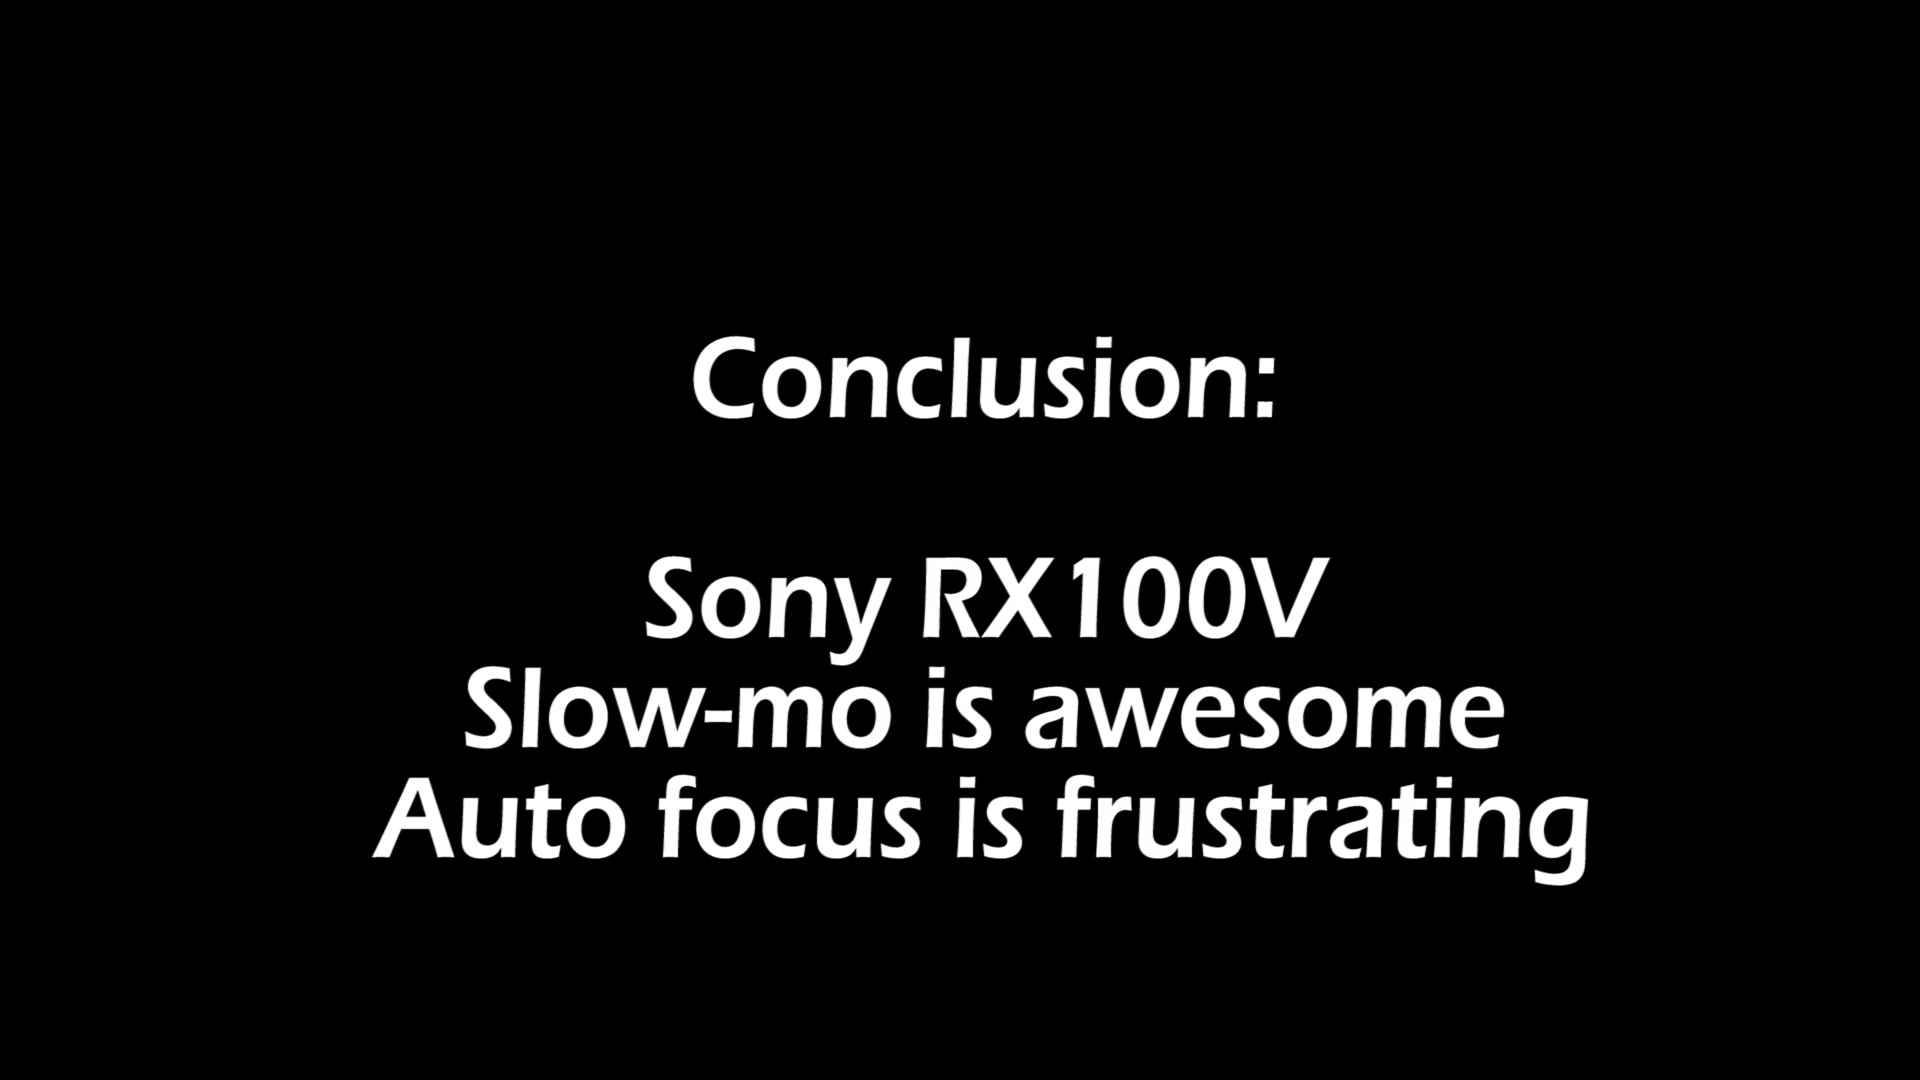 Conclusion:
Sony RX100V
Slow-mo is awesome
Auto focus is frustrating